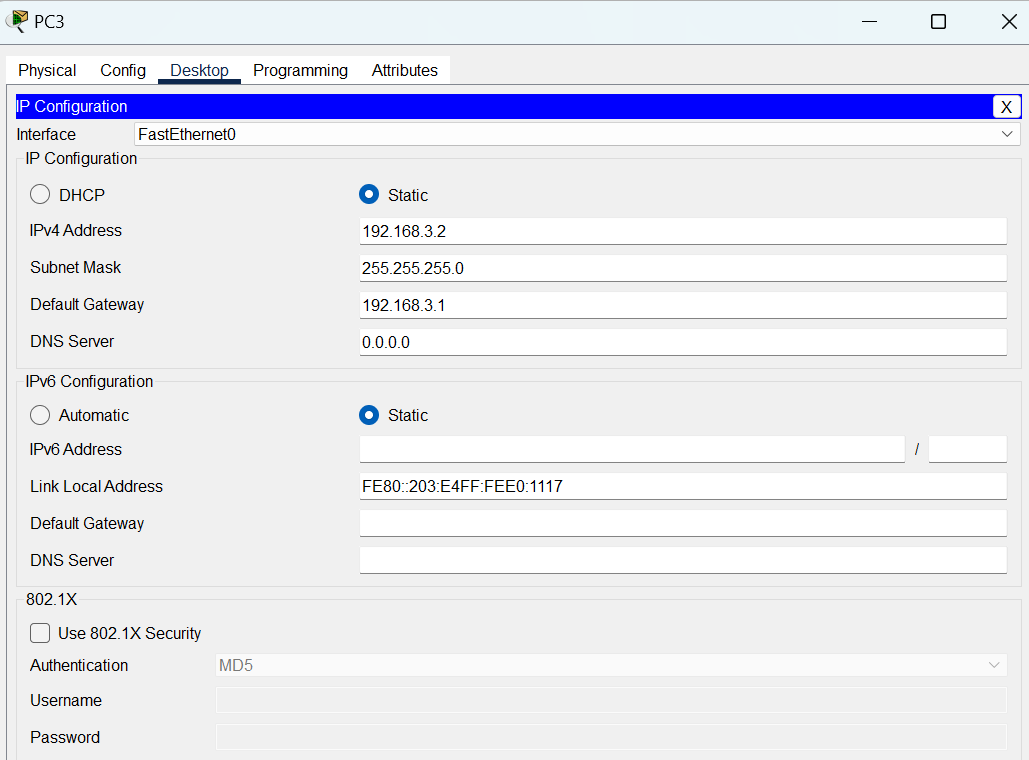 PC3
Physical Config Desktop Programming Attributes
IP Configuration X
Interface FastEthernet0
IP Configuration
DHCP Static
IPv4 Address 192.168.3.2
Subnet Mask 255.255.255.0
Default Gateway 192.168.3.1
DNS Server 0.0.0.0
IPv6 Configuration
Automatic Static
IPv6 Address /
Link Local Address FE80::203:E4FF:FEE0:1117
Default Gateway
DNS Server
802.1X
Use 802.1X Security
Authentication MD5
Username
Password